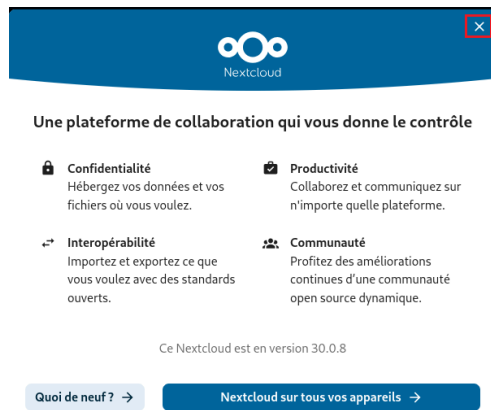 Nextcloud
Une plateforme de collaboration qui vous donne le contrôle
Confidentialité
Hébergez vos données et vos
fichiers où vous voulez.
Productivité
Collaborez et communiquez sur
n'importe quelle plateforme.
Interopérabilité
Importez et exportez ce que
vous voulez avec des standards
ouverts.
Communauté
Profitez des améliorations
continues d’une communauté
open source dynamique.
Ce Nextcloud est en version 30.0.8
Quoi de neuf ? →
Nextcloud sur tous vos appareils →